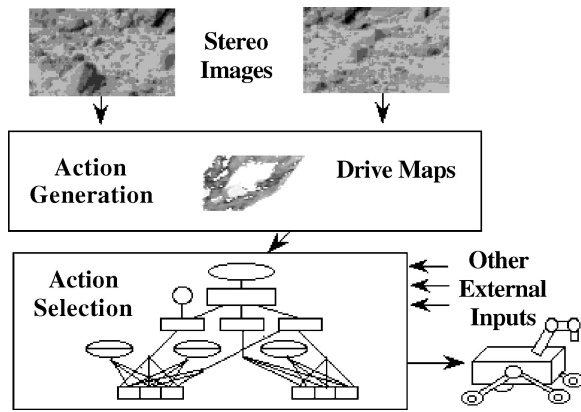 Stereo
Images
Action
Generation
Drive Maps
Action
Selection
Other
External
Inputs